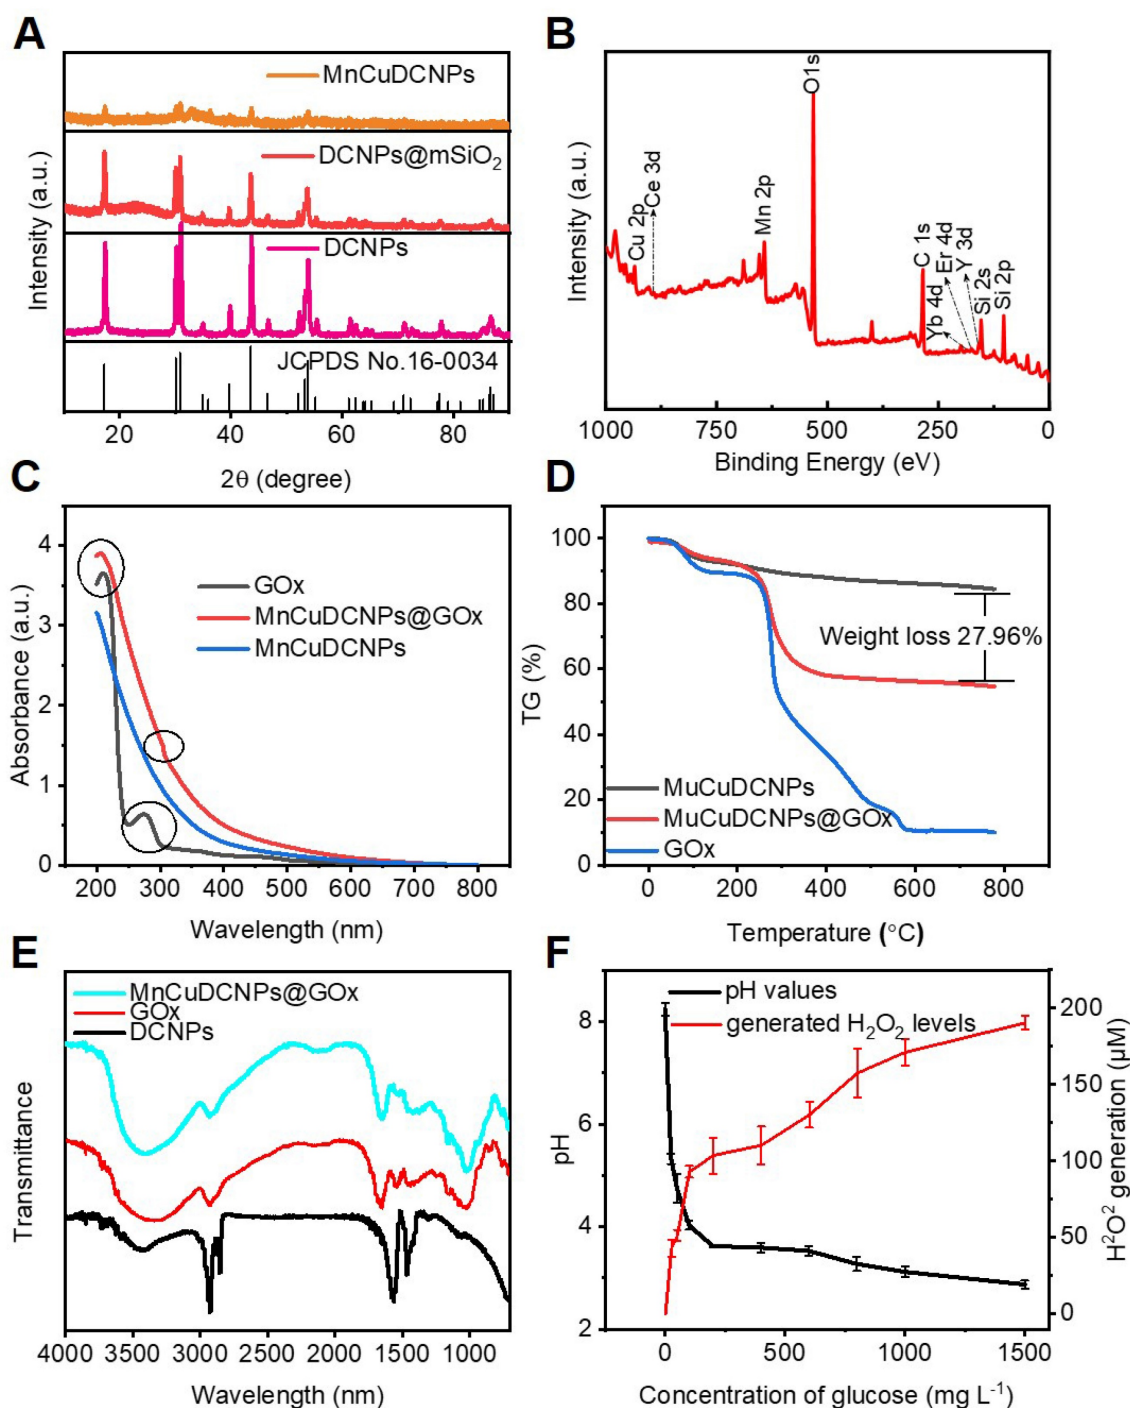 A
MnCuDCNPs
DCNPs@mSiO2
DCNPs
JCPDS No.16-0034
Intensity (a.u.)
20 40 60 80
2θ (degree)
B
O1s
Cu 2p
Ce 3d
Mn 2p
C 1s
Yb 4d
Er 4d
Y 3d
Si 2s
Si 2p
Intensity (a.u.)
1000 750 500 250 0
Binding Energy (eV)
C
GOx
MnCuDCNPs@GOx
MnCuDCNPs
Absorbance (a.u.)
4
3
2
1
0
200 300 400 500 600 700 800
Wavelength (nm)
D
Weight loss 27.96%
MuCuDCNPs
MuCuDCNPs@GOx
GOx
TG (%)
100
80
60
40
20
0
0 200 400 600 800
Temperature (°C)
E
MnCuDCNPs@GOx
GOx
DCNPs
Transmittance
4000 3500 3000 2500 2000 1500 1000
Wavelength (nm)
F
pH values
generated H2O2 levels
pH
8
6
4
2
200
150
100
50
0
H2O2 generation (μM)
0 500 1000 1500
Concentration of glucose (mg L-1)